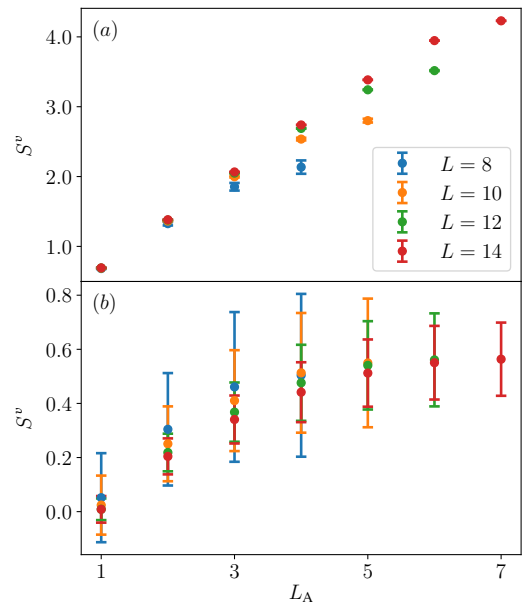 (a)
4.0
3.0
2.0
1.0
S^v
L = 8
L = 10
L = 12
L = 14
(b)
0.8
0.6
0.4
0.2
0.0
S^v
1 3 5 7
L_A